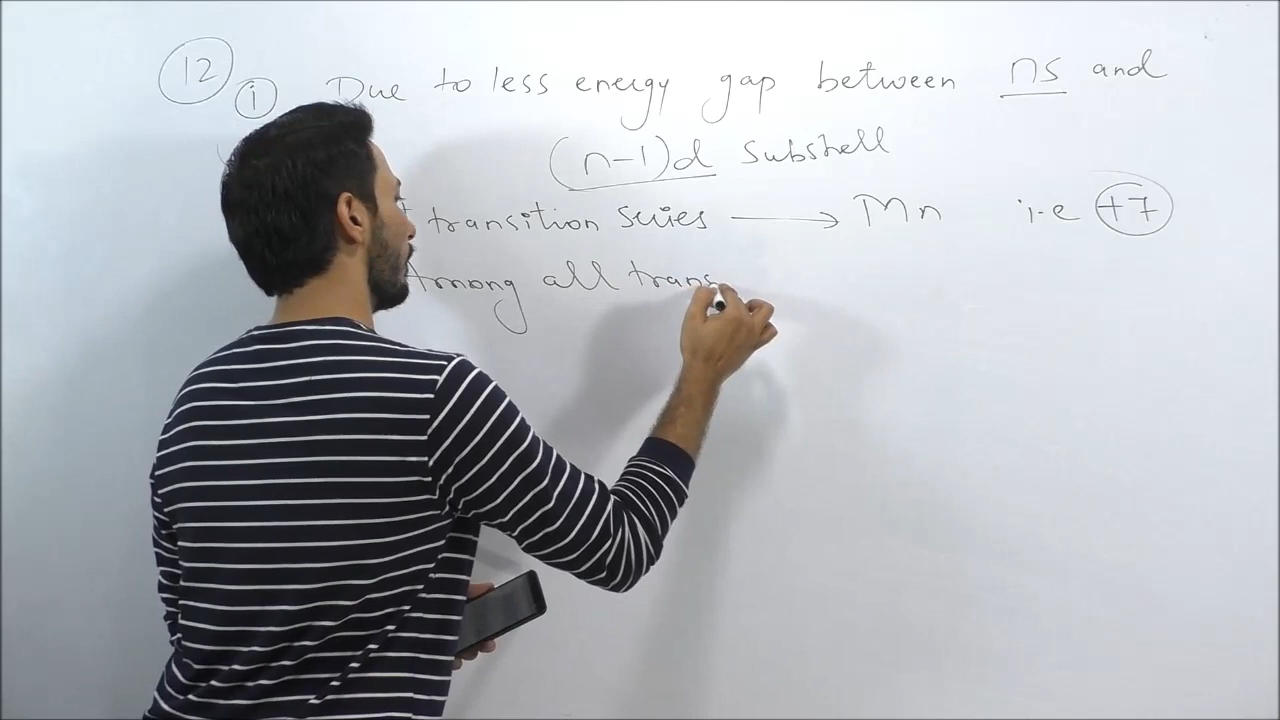 12 i Due to less energy gap between ns and
(n-1)d subshell
transition series → Mn i.e +7
Among all trans